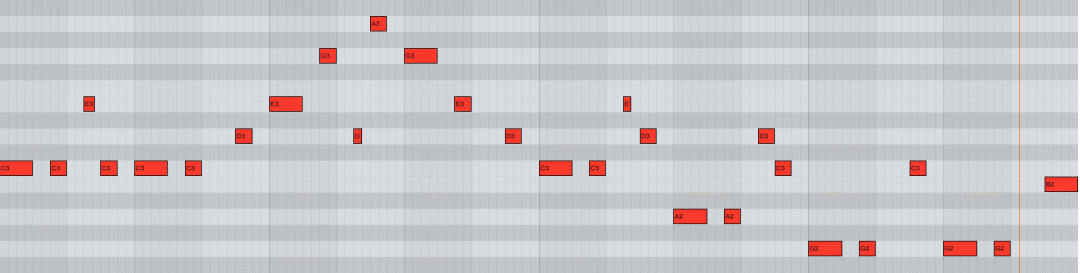 A3
G3 G3
E3 E3 E3 E
D3 D D3 D3 D3
C3 C3 C3 C3 C3 C3 C3 C3 C3
B2
A2 A2
G2 G2 G2 G2